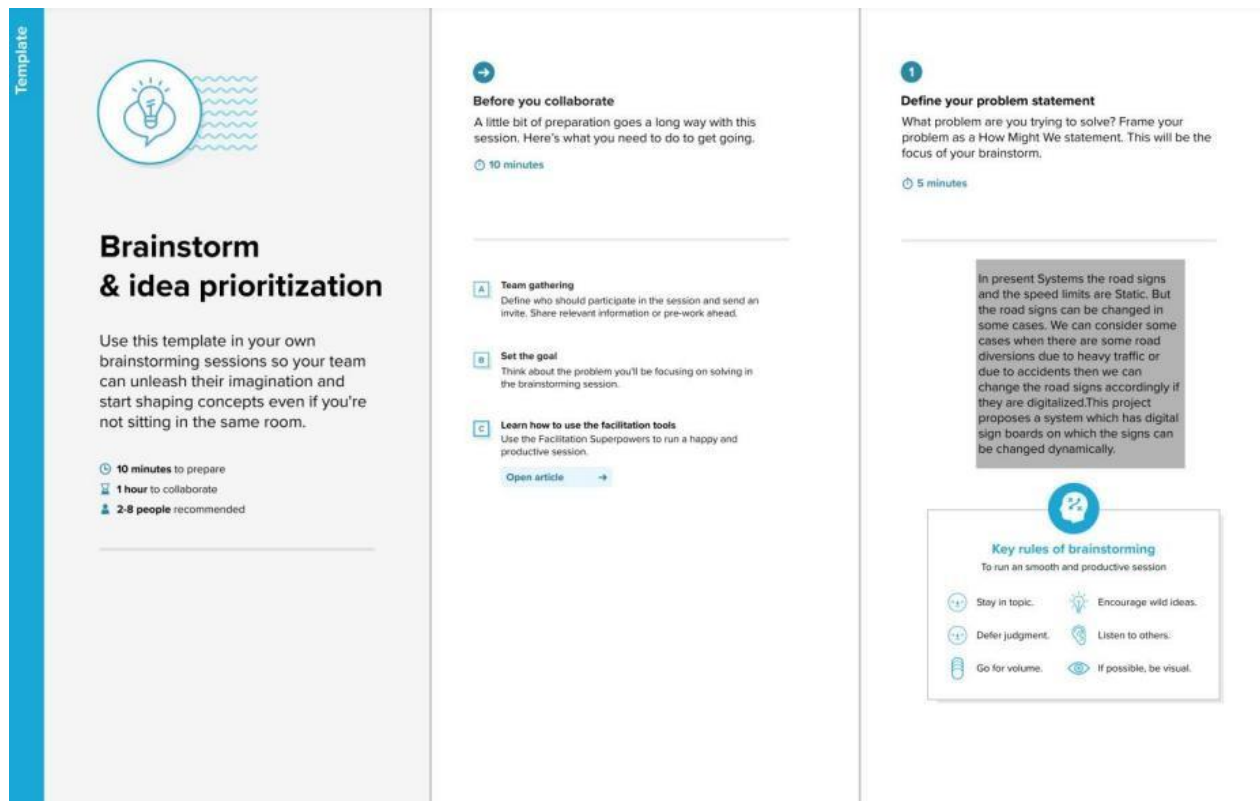 Template
Brainstorm
& idea prioritization
Use this template in your own
brainstorming sessions so your team
can unleash their imagination and
start shaping concepts even if you're
not sitting in the same room.
10 minutes to prepare
1 hour to collaborate
2-8 people recommended
Before you collaborate
A little bit of preparation goes a long way with this
session. Here's what you need to do to get going.
10 minutes
A
Team gathering
Define who should participate in the session and send an
invite. Share relevant information or pre-work ahead.
B
Set the goal
Think about the problem you'll be focusing on solving in
the brainstorming session.
C
Learn how to use the facilitation tools
Use the Facilitation Superpowers to run a happy and
productive session.
Open article
1
Define your problem statement
What problem are you trying to solve? Frame your
problem as a How Might We statement. This will be the
focus of your brainstorm.
5 minutes
In present Systems the road signs
and the speed limits are Static. But
the road signs can be changed in
some cases. We can consider some
cases when there are some road
diversions due to heavy traffic or
due to accidents then we can
change the road signs accordingly if
they are digitalized.This project
proposes a system which has digital
sign boards on which the signs can
be changed dynamically.
Key rules of brainstorming
To run an smooth and productive session
Stay in topic.
Encourage wild ideas.
Defer judgment.
Listen to others.
Go for volume.
If possible, be visual.